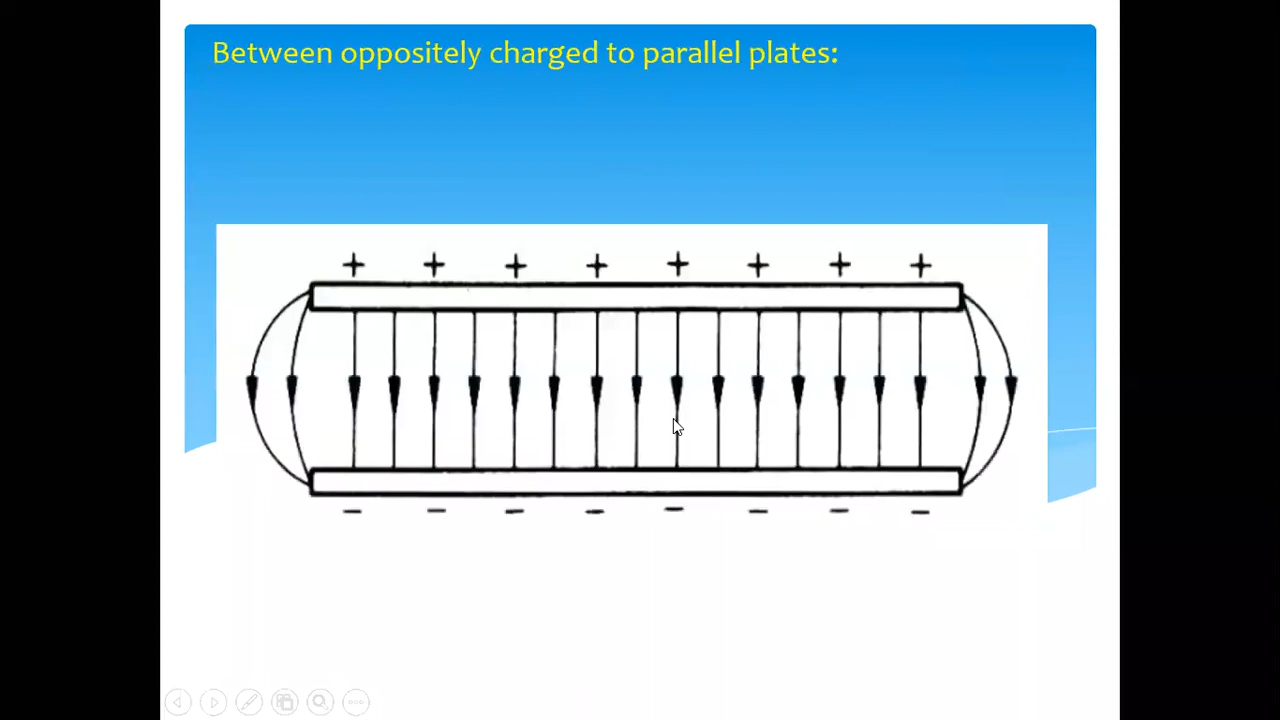 Between oppositely charged to parallel plates:
+ + + + + + + +
− − − − − − − −